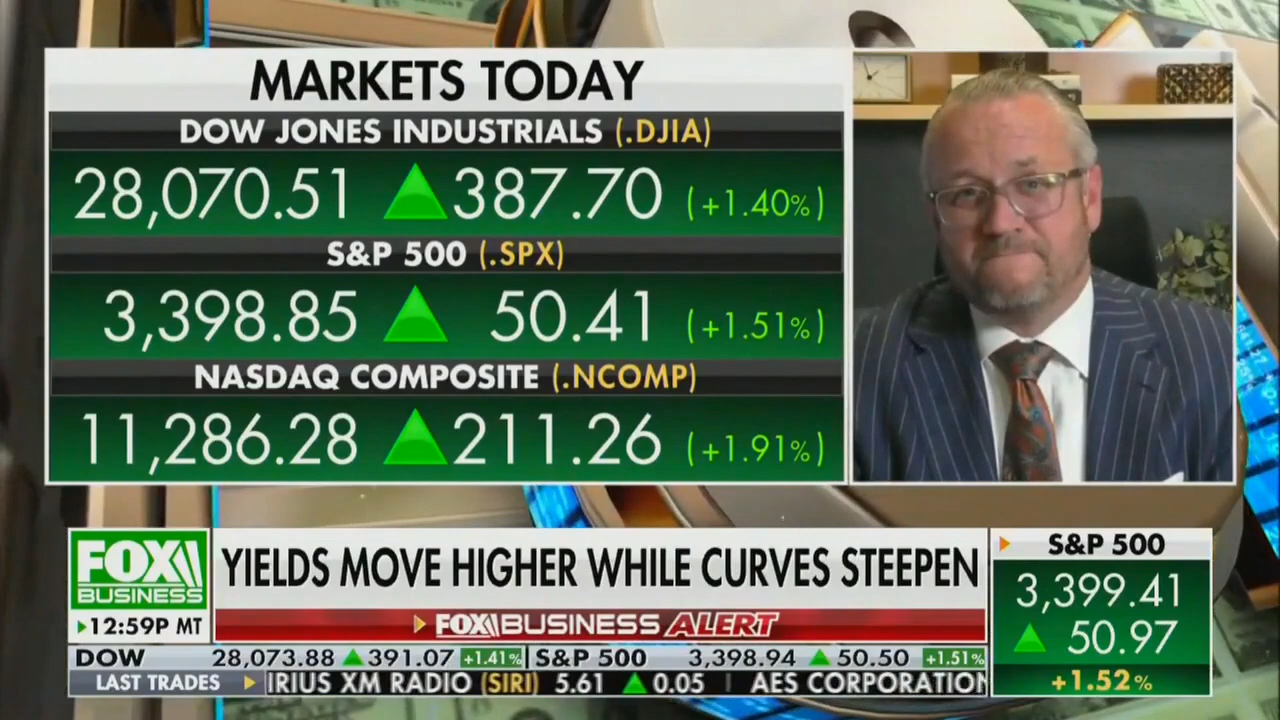 MARKETS TODAY
DOW JONES INDUSTRIALS (.DJIA)
28,070.51 ▲ 387.70 (+1.40%)
S&P 500 (.SPX)
3,398.85 ▲ 50.41 (+1.51%)
NASDAQ COMPOSITE (.NCOMP)
11,286.28 ▲ 211.26 (+1.91%)
FOX
BUSINESS
12:59P MT
YIELDS MOVE HIGHER WHILE CURVES STEEPEN
FOX BUSINESS ALERT
S&P 500
3,399.41
▲ 50.97
+1.52%
DOW 28,073.88 ▲ 391.07 +1.41% S&P 500 3,398.94 ▲ 50.50 +1.51%
LAST TRADES IRIUS XM RADIO (SIRI) 5.61 ▲ 0.05 AES CORPORATION